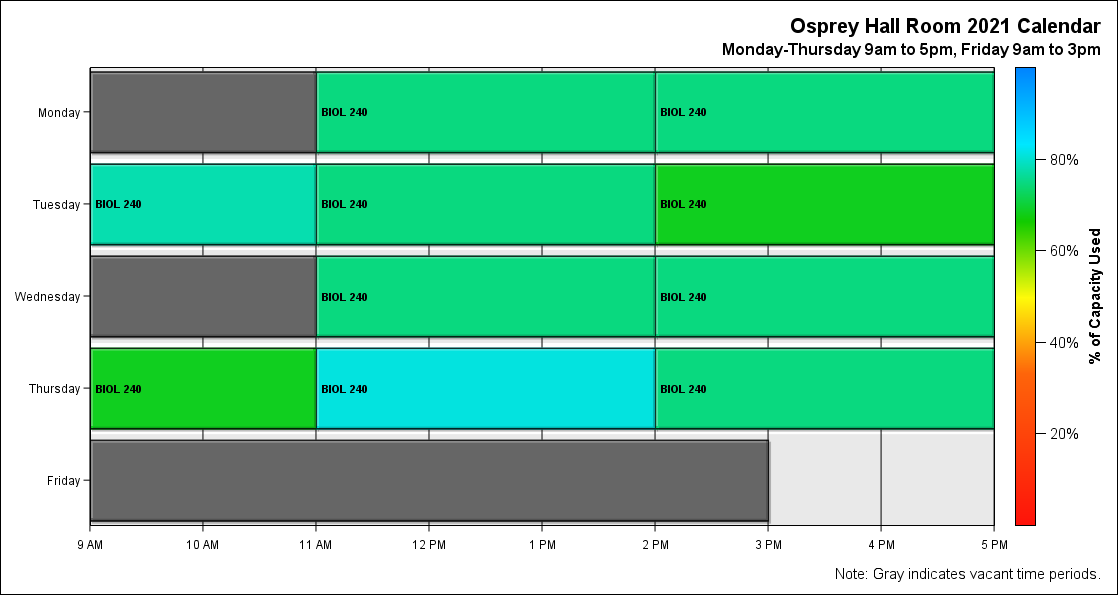 Osprey Hall Room 2021 Calendar
Monday-Thursday 9am to 5pm, Friday 9am to 3pm
Monday
BIOL 240
BIOL 240
Tuesday
BIOL 240
BIOL 240
BIOL 240
Wednesday
BIOL 240
BIOL 240
Thursday
BIOL 240
BIOL 240
BIOL 240
Friday
9 AM
10 AM
11 AM
12 PM
1 PM
2 PM
3 PM
4 PM
5 PM
80%
60%
40%
20%
% of Capacity Used
Note: Gray indicates vacant time periods.